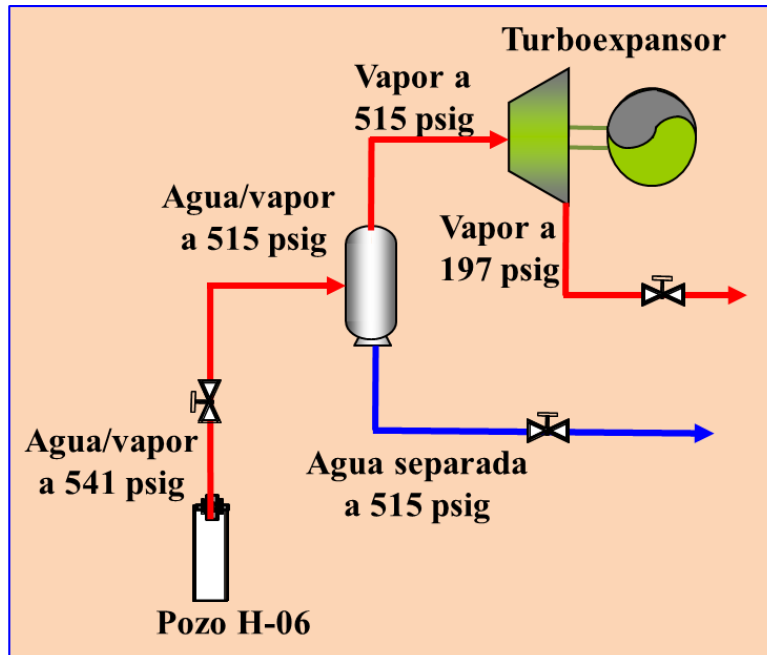 Turboexpansor
Vapor a
515 psig
Agua/vapor
a 515 psig
Vapor a
197 psig
Agua/vapor
a 541 psig
Agua separada
a 515 psig
Pozo H-06